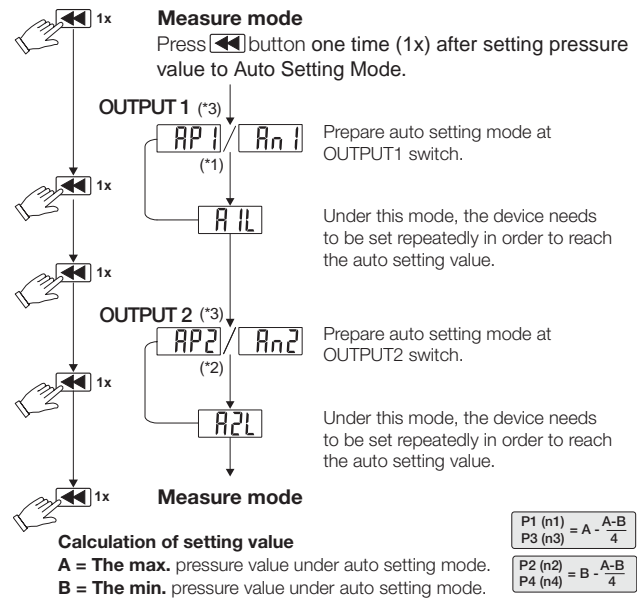 1x
Measure mode
Press ◀◀ button one time (1x) after setting pressure
value to Auto Setting Mode.
OUTPUT 1 (*3)
AP1 / An1
(*1)
Prepare auto setting mode at
OUTPUT1 switch.
1x
A1L
Under this mode, the device needs
to be set repeatedly in order to reach
the auto setting value.
1x
OUTPUT 2 (*3)
AP2 / An2
(*2)
Prepare auto setting mode at
OUTPUT2 switch.
1x
A2L
Under this mode, the device needs
to be set repeatedly in order to reach
the auto setting value.
1x
Measure mode
Calculation of setting value
A = The max. pressure value under auto setting mode.
B = The min. pressure value under auto setting mode.
P1 (n1)
P3 (n3)
= A - A-B
4
P2 (n2)
P4 (n4)
= B - A-B
4